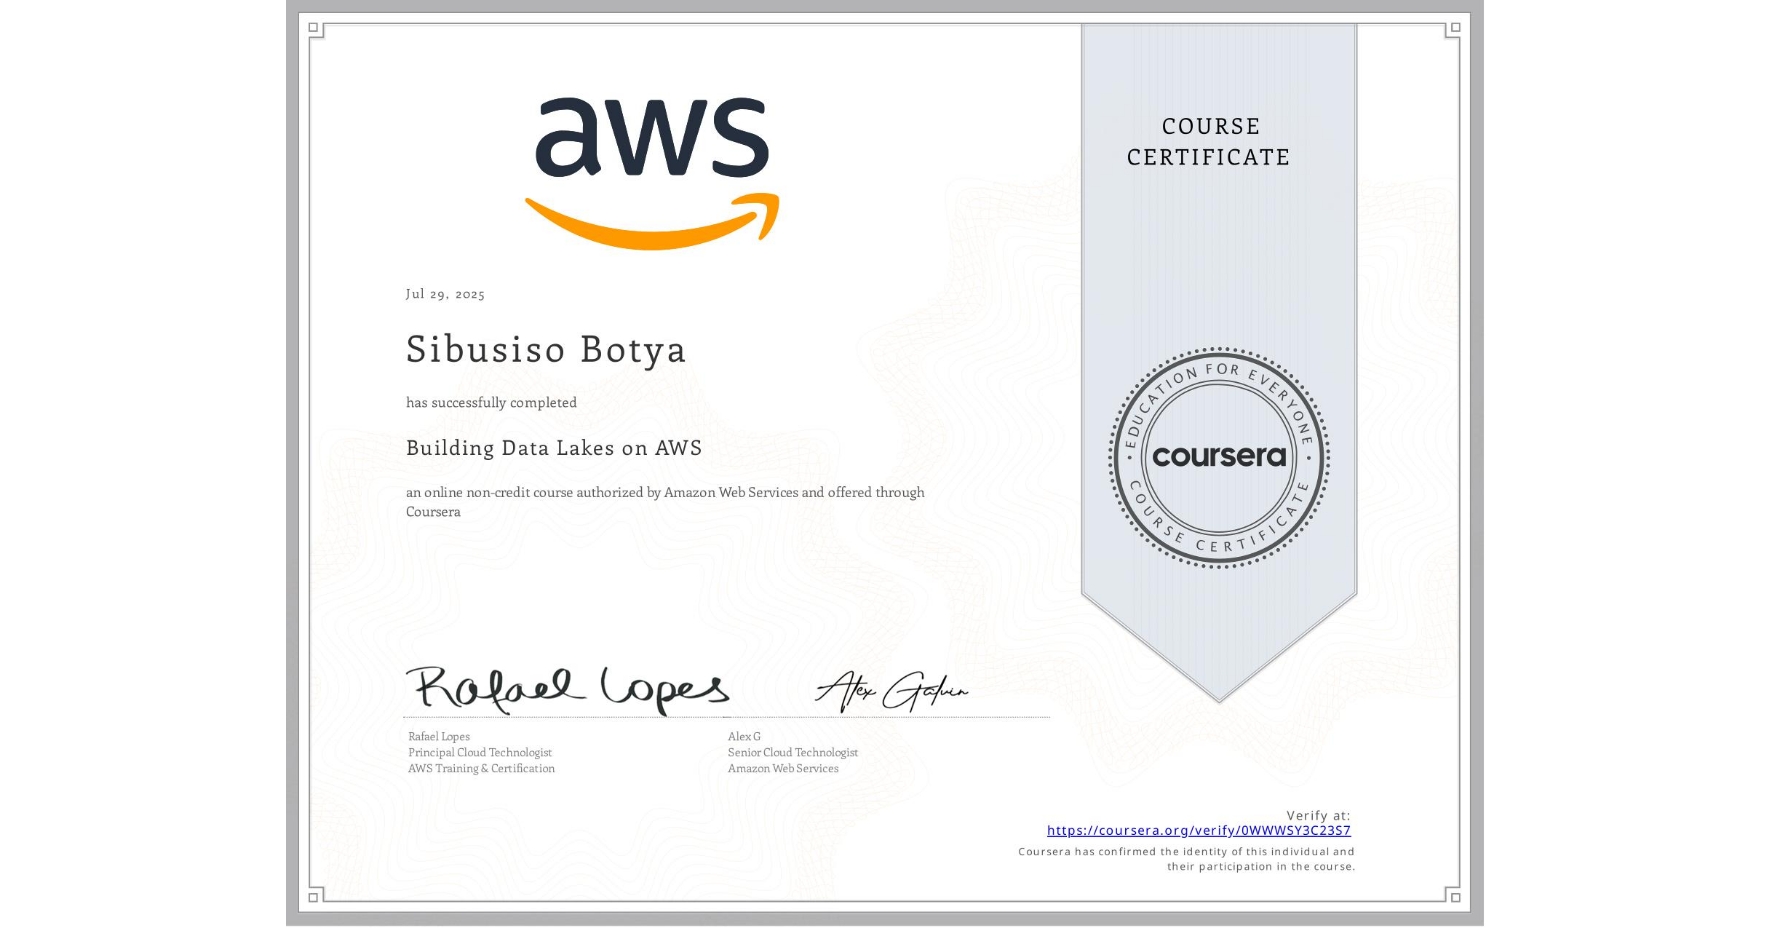 aws
COURSE
CERTIFICATE
Jul 29, 2025
Sibusiso Botya
has successfully completed
Building Data Lakes on AWS
an online non-credit course authorized by Amazon Web Services and offered through
Coursera
EDUCATION FOR EVERYONE
coursera
COURSE CERTIFICATE
Rafael Lopes
Alex Galvin
Rafael Lopes
Principal Cloud Technologist
AWS Training & Certification
Alex G
Senior Cloud Technologist
Amazon Web Services
Verify at:
https://coursera.org/verify/0WWWSY3C23S7
Coursera has confirmed the identity of this individual and
their participation in the course.